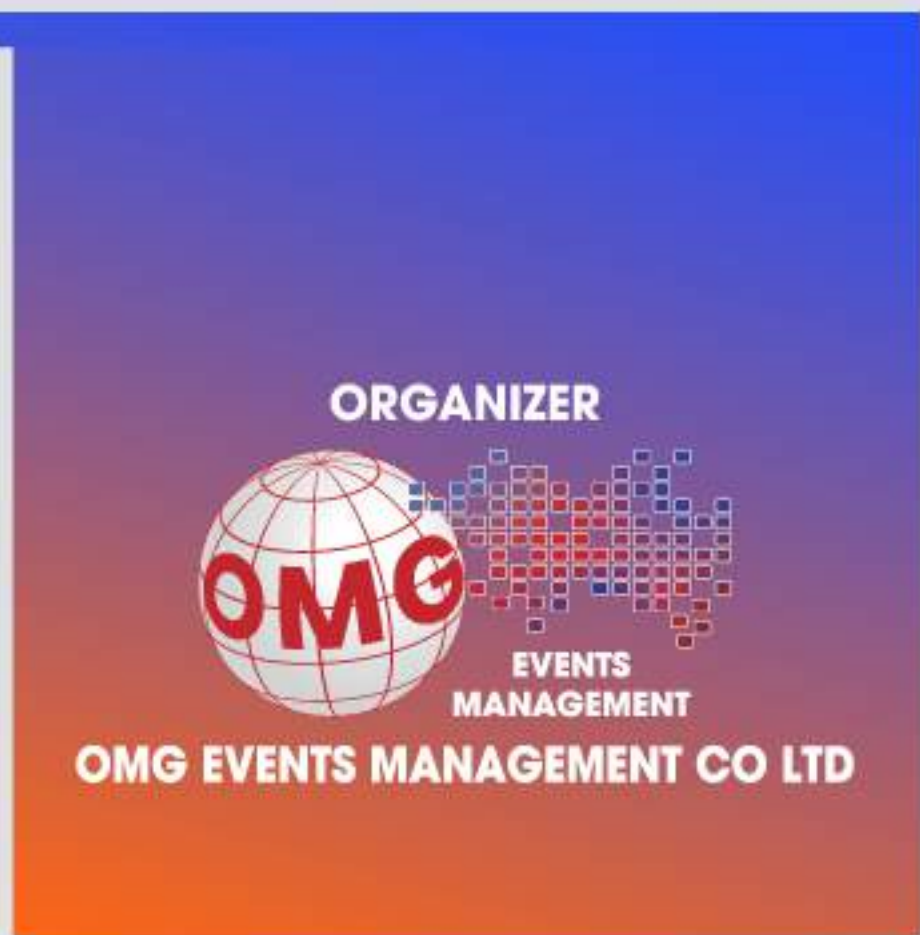 ORGANIZER
OMG
EVENTS
MANAGEMENT
OMG EVENTS MANAGEMENT CO LTD